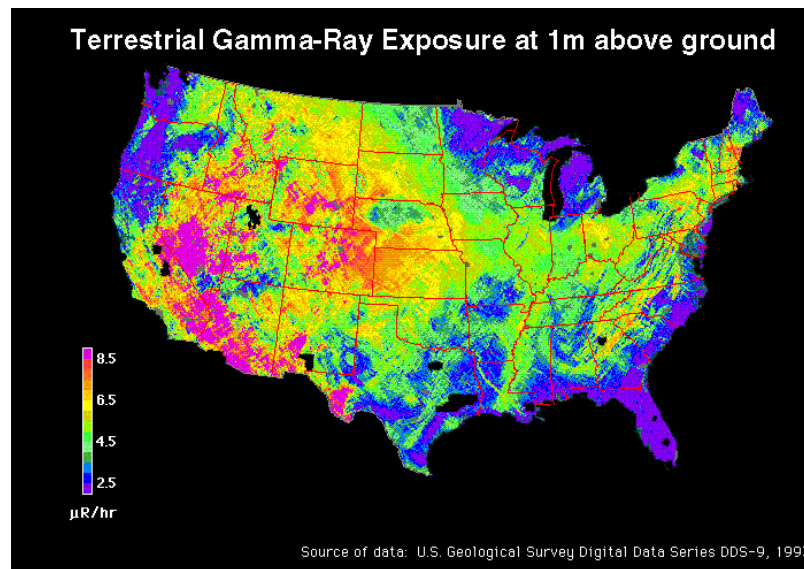 Terrestrial Gamma-Ray Exposure at 1m above ground
8.5
6.5
4.5
2.5
μR/hr
Source of data: U.S. Geological Survey Digital Data Series DDS-9, 199